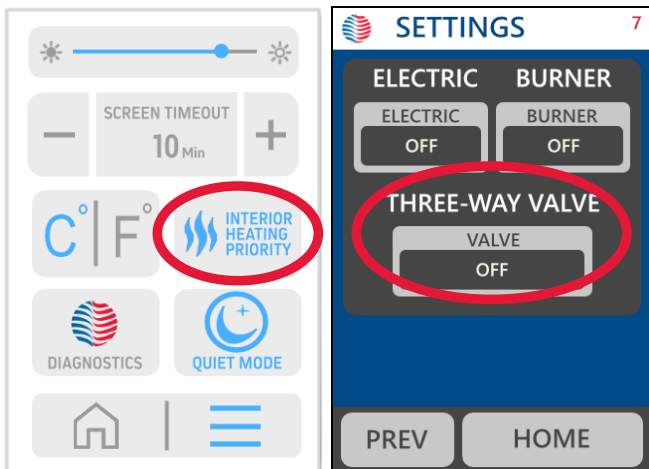 SCREEN TIMEOUT
10 Min
C° F°
INTERIOR
HEATING
PRIORITY
DIAGNOSTICS
QUIET MODE
SETTINGS 7
ELECTRIC BURNER
ELECTRIC BURNER
OFF OFF
THREE-WAY VALVE
VALVE
OFF
PREV HOME